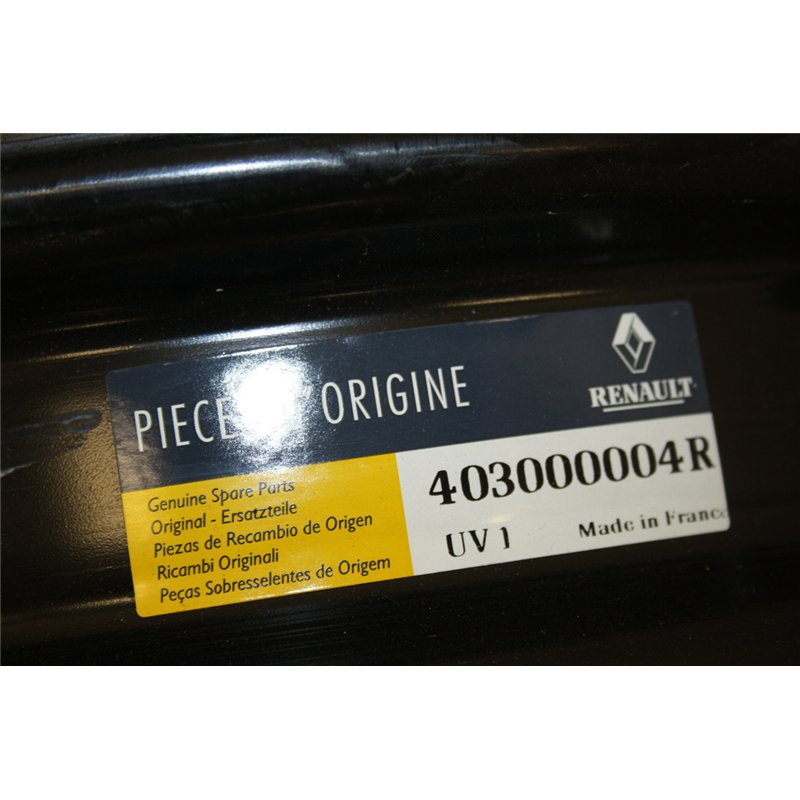 PIECE ORIGINE
RENAULT
403000004R
UV 1
Made in France
Genuine Spare Parts
Original - Ersatzteile
Piezas de Recambio de Origen
Ricambi Originali
Peças Sobresselentes de Origem